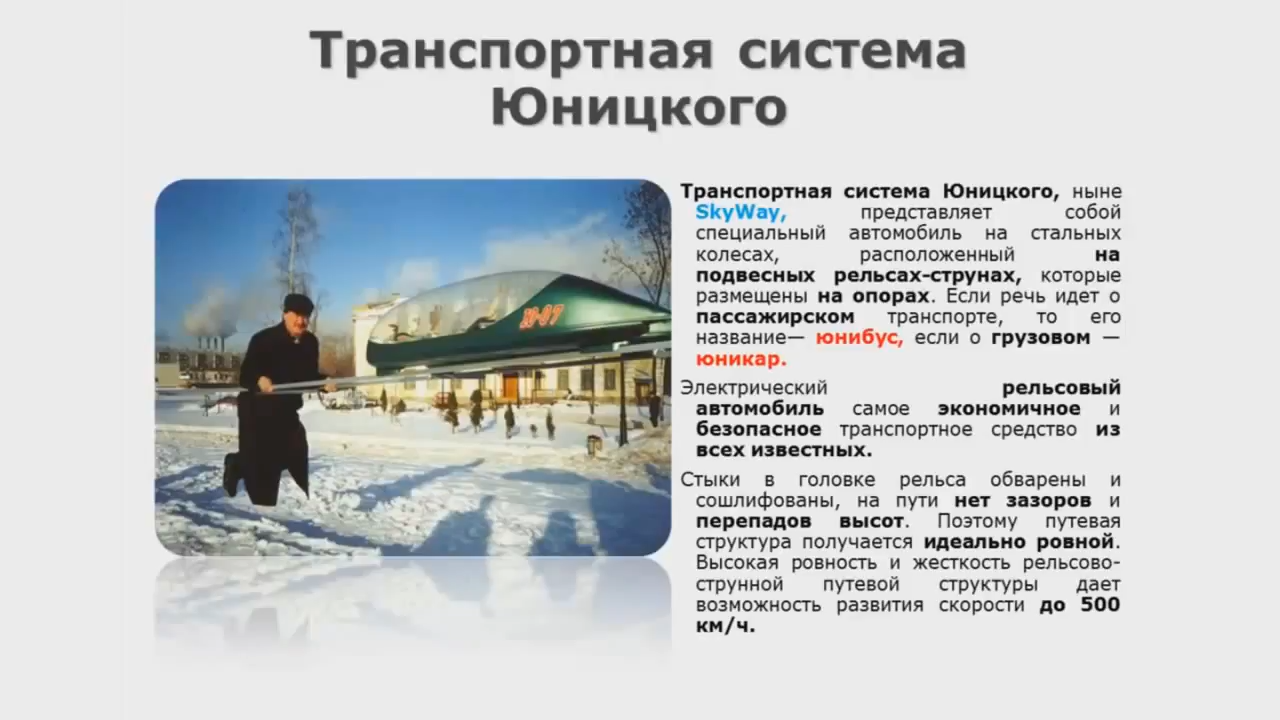 Транспортная система
Юницкого
Ю-07
Транспортная система Юницкого, ныне
SkyWay, представляет собой
специальный автомобиль на стальных
колесах, расположенный на
подвесных рельсах-струнах, которые
размещены на опорах. Если речь идет о
пассажирском транспорте, то его
название— юнибус, если о грузовом —
юникар.
Электрический рельсовый
автомобиль самое экономичное и
безопасное транспортное средство из
всех известных.
Стыки в головке рельса обварены и
сошлифованы, на пути нет зазоров и
перепадов высот. Поэтому путевая
структура получается идеально ровной.
Высокая ровность и жесткость рельсово-
струнной путевой структуры дает
возможность развития скорости до 500
км/ч.